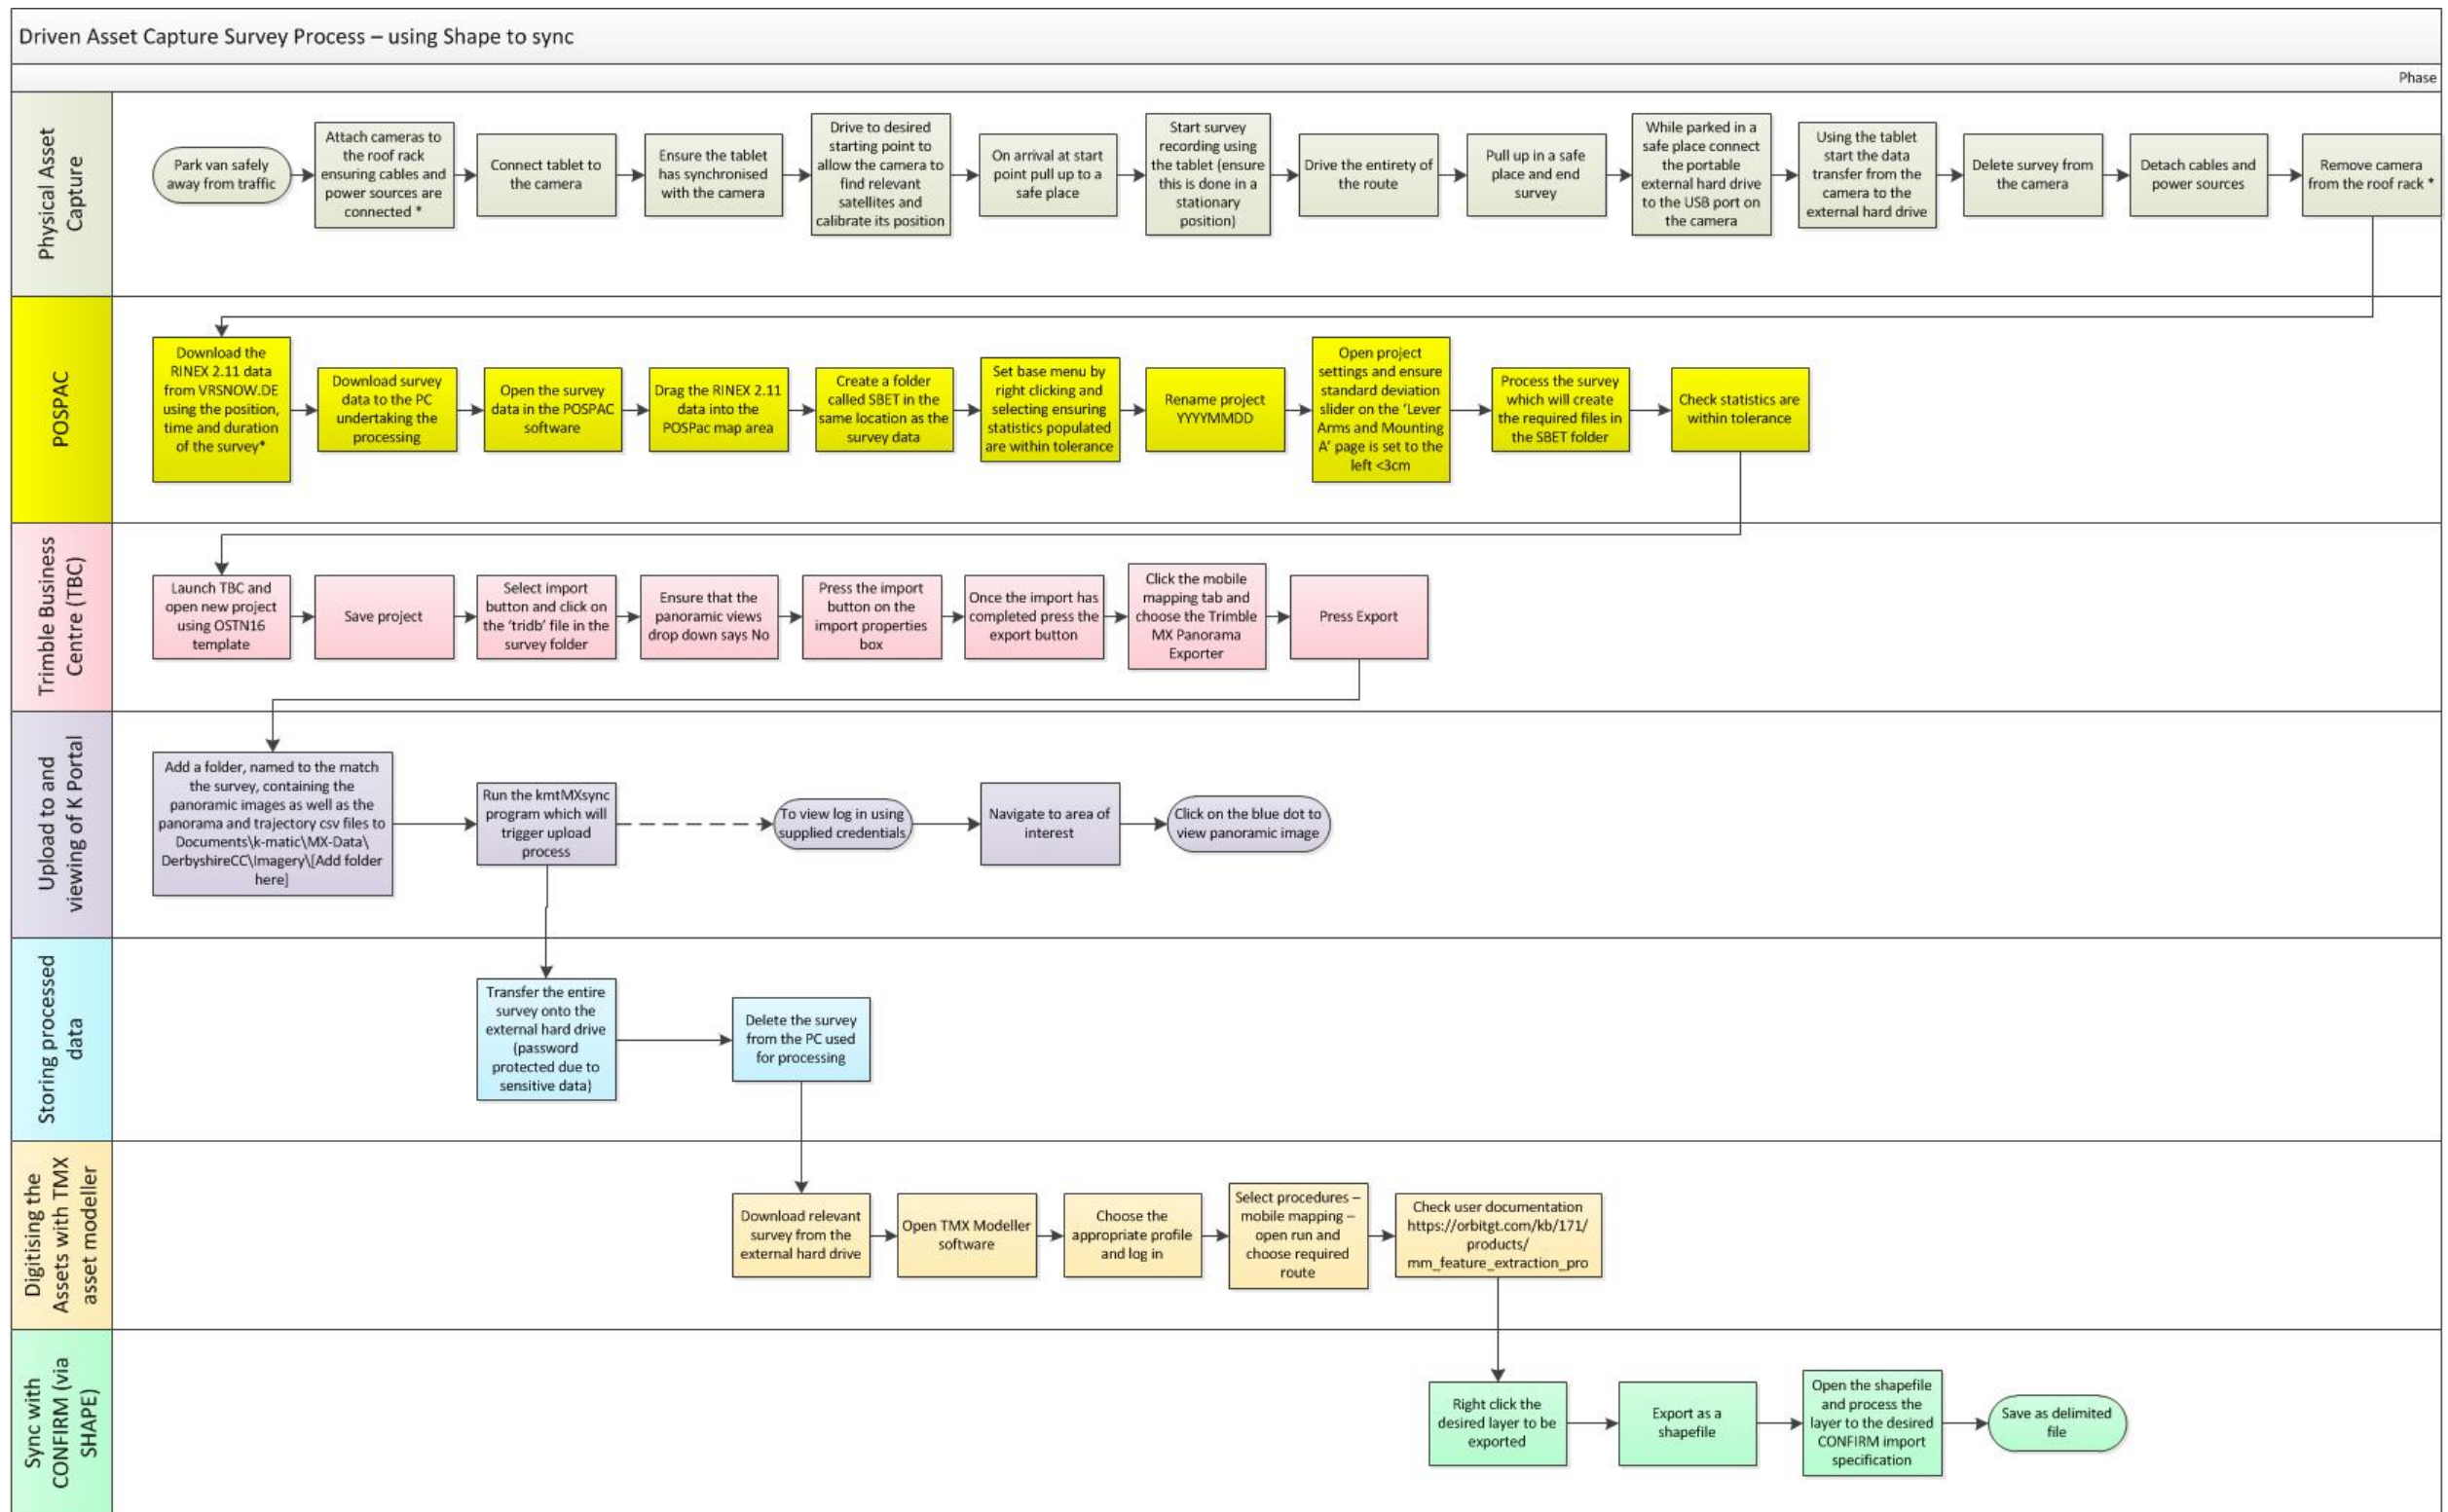 Driven Asset Capture Survey Process – using Shape to sync
Phase
Physical Asset
Capture
Park van safely
away from traffic
Attach cameras to
the roof rack
ensuring cables and
power sources are
connected *
Connect tablet to
the camera
Ensure the tablet
has synchronised
with the camera
Drive to desired
starting point to
allow the camera to
find relevant
satellites and
calibrate its position
On arrival at start
point pull up to a
safe place
Start survey
recording using
the tablet (ensure
this is done in a
stationary
position)
Drive the entirety of
the route
Pull up in a safe
place and end
survey
While parked in a
safe place connect
the portable
external hard drive
to the USB port on
the camera
Using the tablet
start the data
transfer from the
camera to the
external hard drive
Delete survey from
the camera
Detach cables and
power sources
Remove camera
from the roof rack *
POSPAC
Download the
RINEX 2.11 data
from VRSNOW.DE
using the position,
time and duration
of the survey*
Download survey
data to the PC
undertaking the
processing
Open the survey
data in the POSPAC
software
Drag the RINEX 2.11
data into the
POSPac map area
Create a folder
called SBET in the
same location as the
survey data
Set base menu by
right clicking and
selecting ensuring
statistics populated
are within tolerance
Rename project
YYYYMMDD
Open project
settings and ensure
standard deviation
slider on the 'Lever
Arms and Mounting
A' page is set to the
left <3cm
Process the survey
which will create
the required files in
the SBET folder
Check statistics are
within tolerance
Trimble Business
Centre (TBC)
Launch TBC and
open new project
using OSTN16
template
Save project
Select import
button and click on
the 'tridb' file in the
survey folder
Ensure that the
panoramic views
drop down says No
Press the import
button on the
import properties
box
Once the import has
completed press the
export button
Click the mobile
mapping tab and
choose the Trimble
MX Panorama
Exporter
Press Export
Upload to and
viewing of K Portal
Add a folder, named to the match
the survey, containing the
panoramic images as well as the
panorama and trajectory csv files to
Documents\k-matic\MX-Data\
DerbyshireCC\Imagery\[Add folder
here]
Run the kmtMXsync
program which will
trigger upload
process
To view log in using
supplied credentials
Navigate to area of
interest
Click on the blue dot to
view panoramic image
Storing processed
data
Transfer the entire
survey onto the
external hard drive
(password
protected due to
sensitive data)
Delete the survey
from the PC used
for processing
Digitising the
Assets with TMX
asset modeller
Download relevant
survey from the
external hard drive
Open TMX Modeller
software
Choose the
appropriate profile
and log in
Select procedures –
mobile mapping –
open run and
choose required
route
Check user documentation
https://orbitgt.com/kb/171/
products/
mm_feature_extraction_pro
Sync with
CONFIRM (via
SHAPE)
Right click the
desired layer to be
exported
Export as a
shapefile
Open the shapefile
and process the
layer to the desired
CONFIRM import
specification
Save as delimited
file